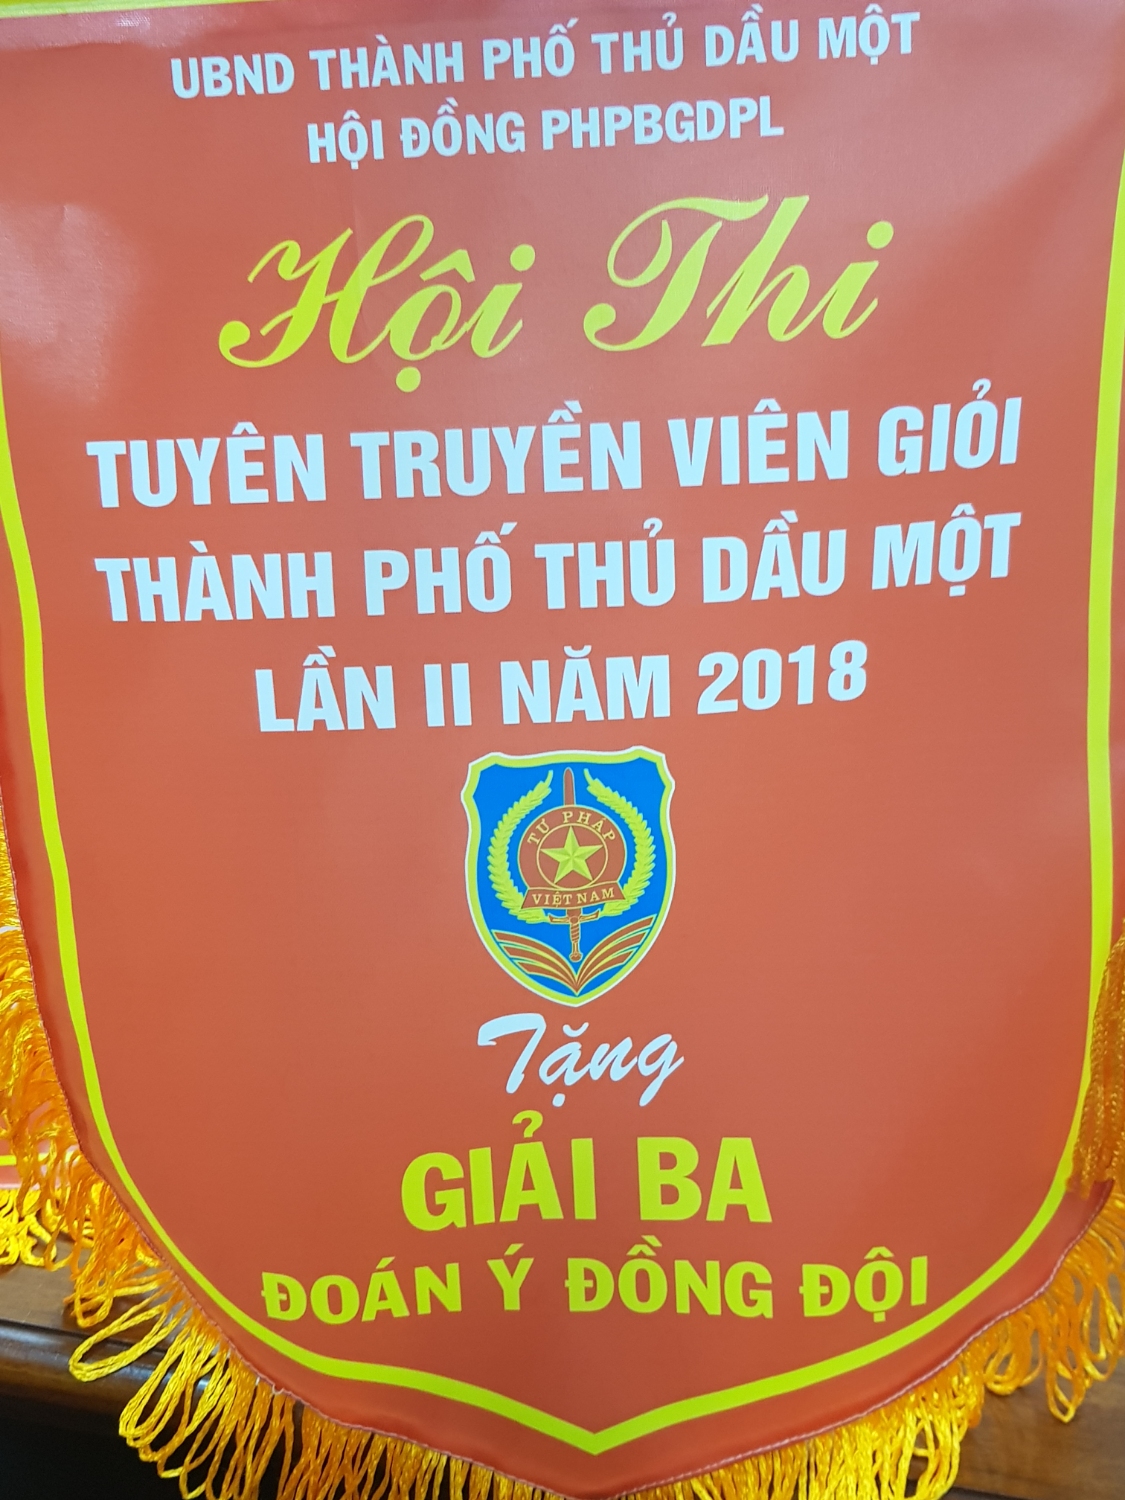 UBND THÀNH PHỐ THỦ DẦU MỘT
HỘI ĐỒNG PHPBGDPL
Hội Thi
TUYÊN TRUYỀN VIÊN GIỎI
THÀNH PHỐ THỦ DẦU MỘT
LẦN II NĂM 2018
TƯ PHÁP
VIỆT NAM
Tặng
GIẢI BA
ĐOÁN Ý ĐỒNG ĐỘI